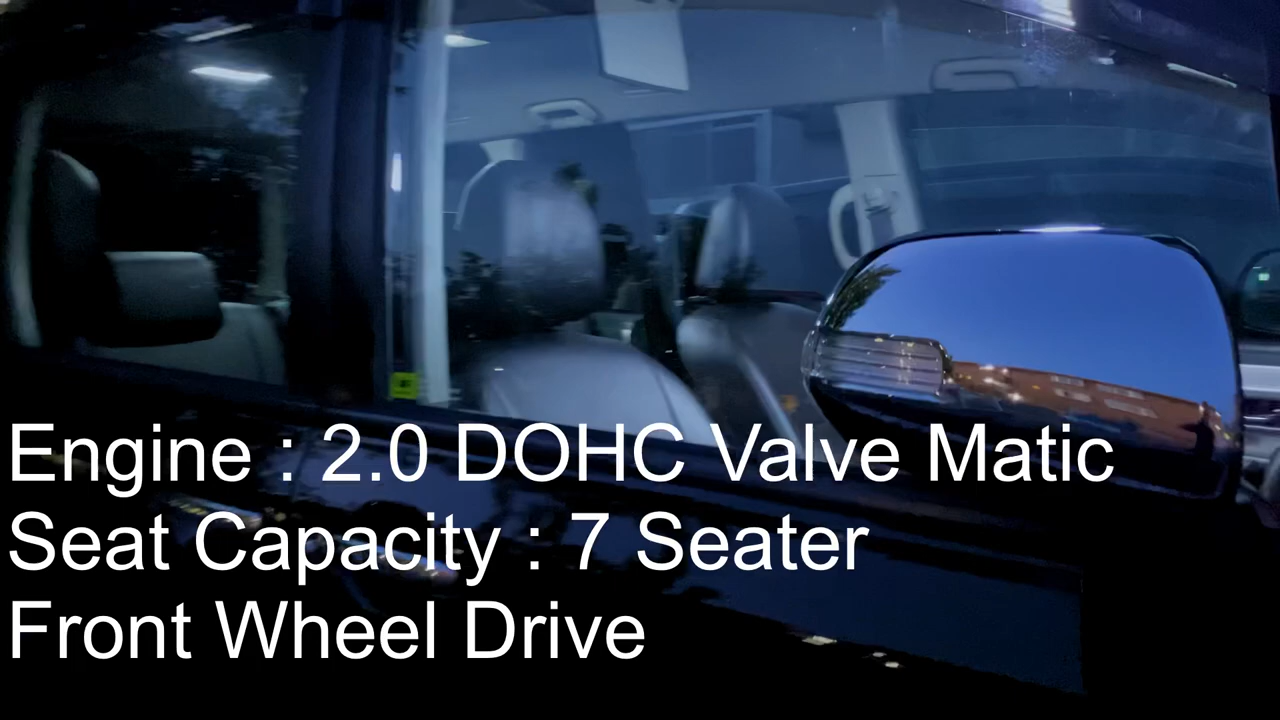 Engine : 2.0 DOHC Valve Matic
Seat Capacity : 7 Seater
Front Wheel Drive